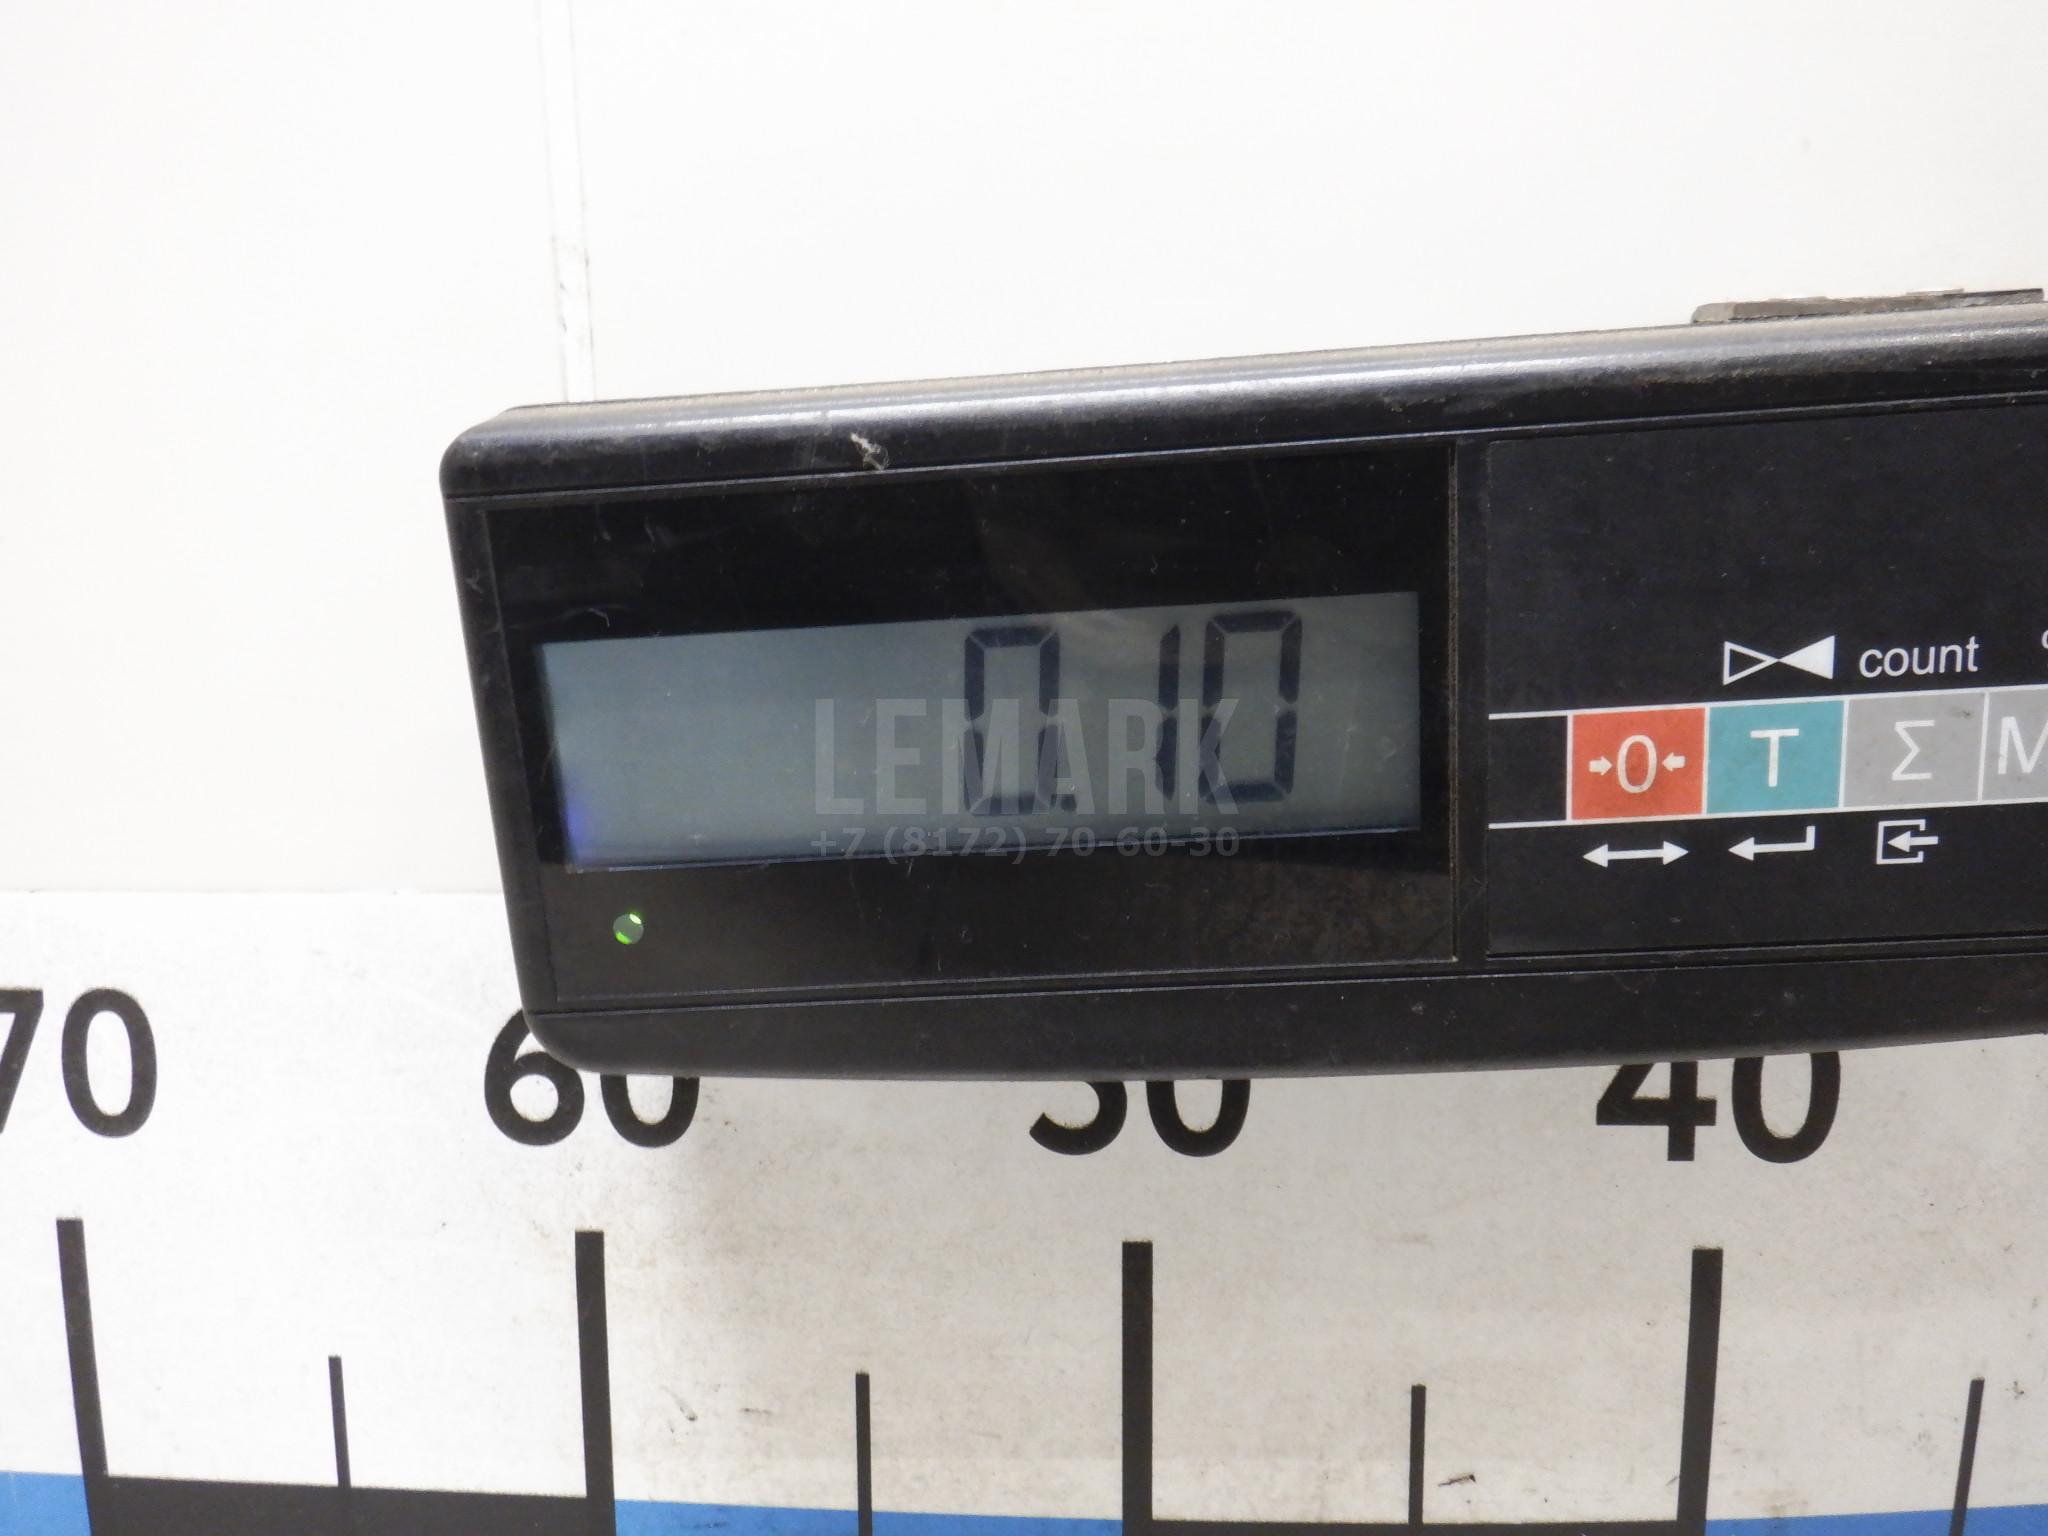 0.10
LEMARK
+7 (8172) 70-60-30
count
→0← T Σ M
70 60 50 40